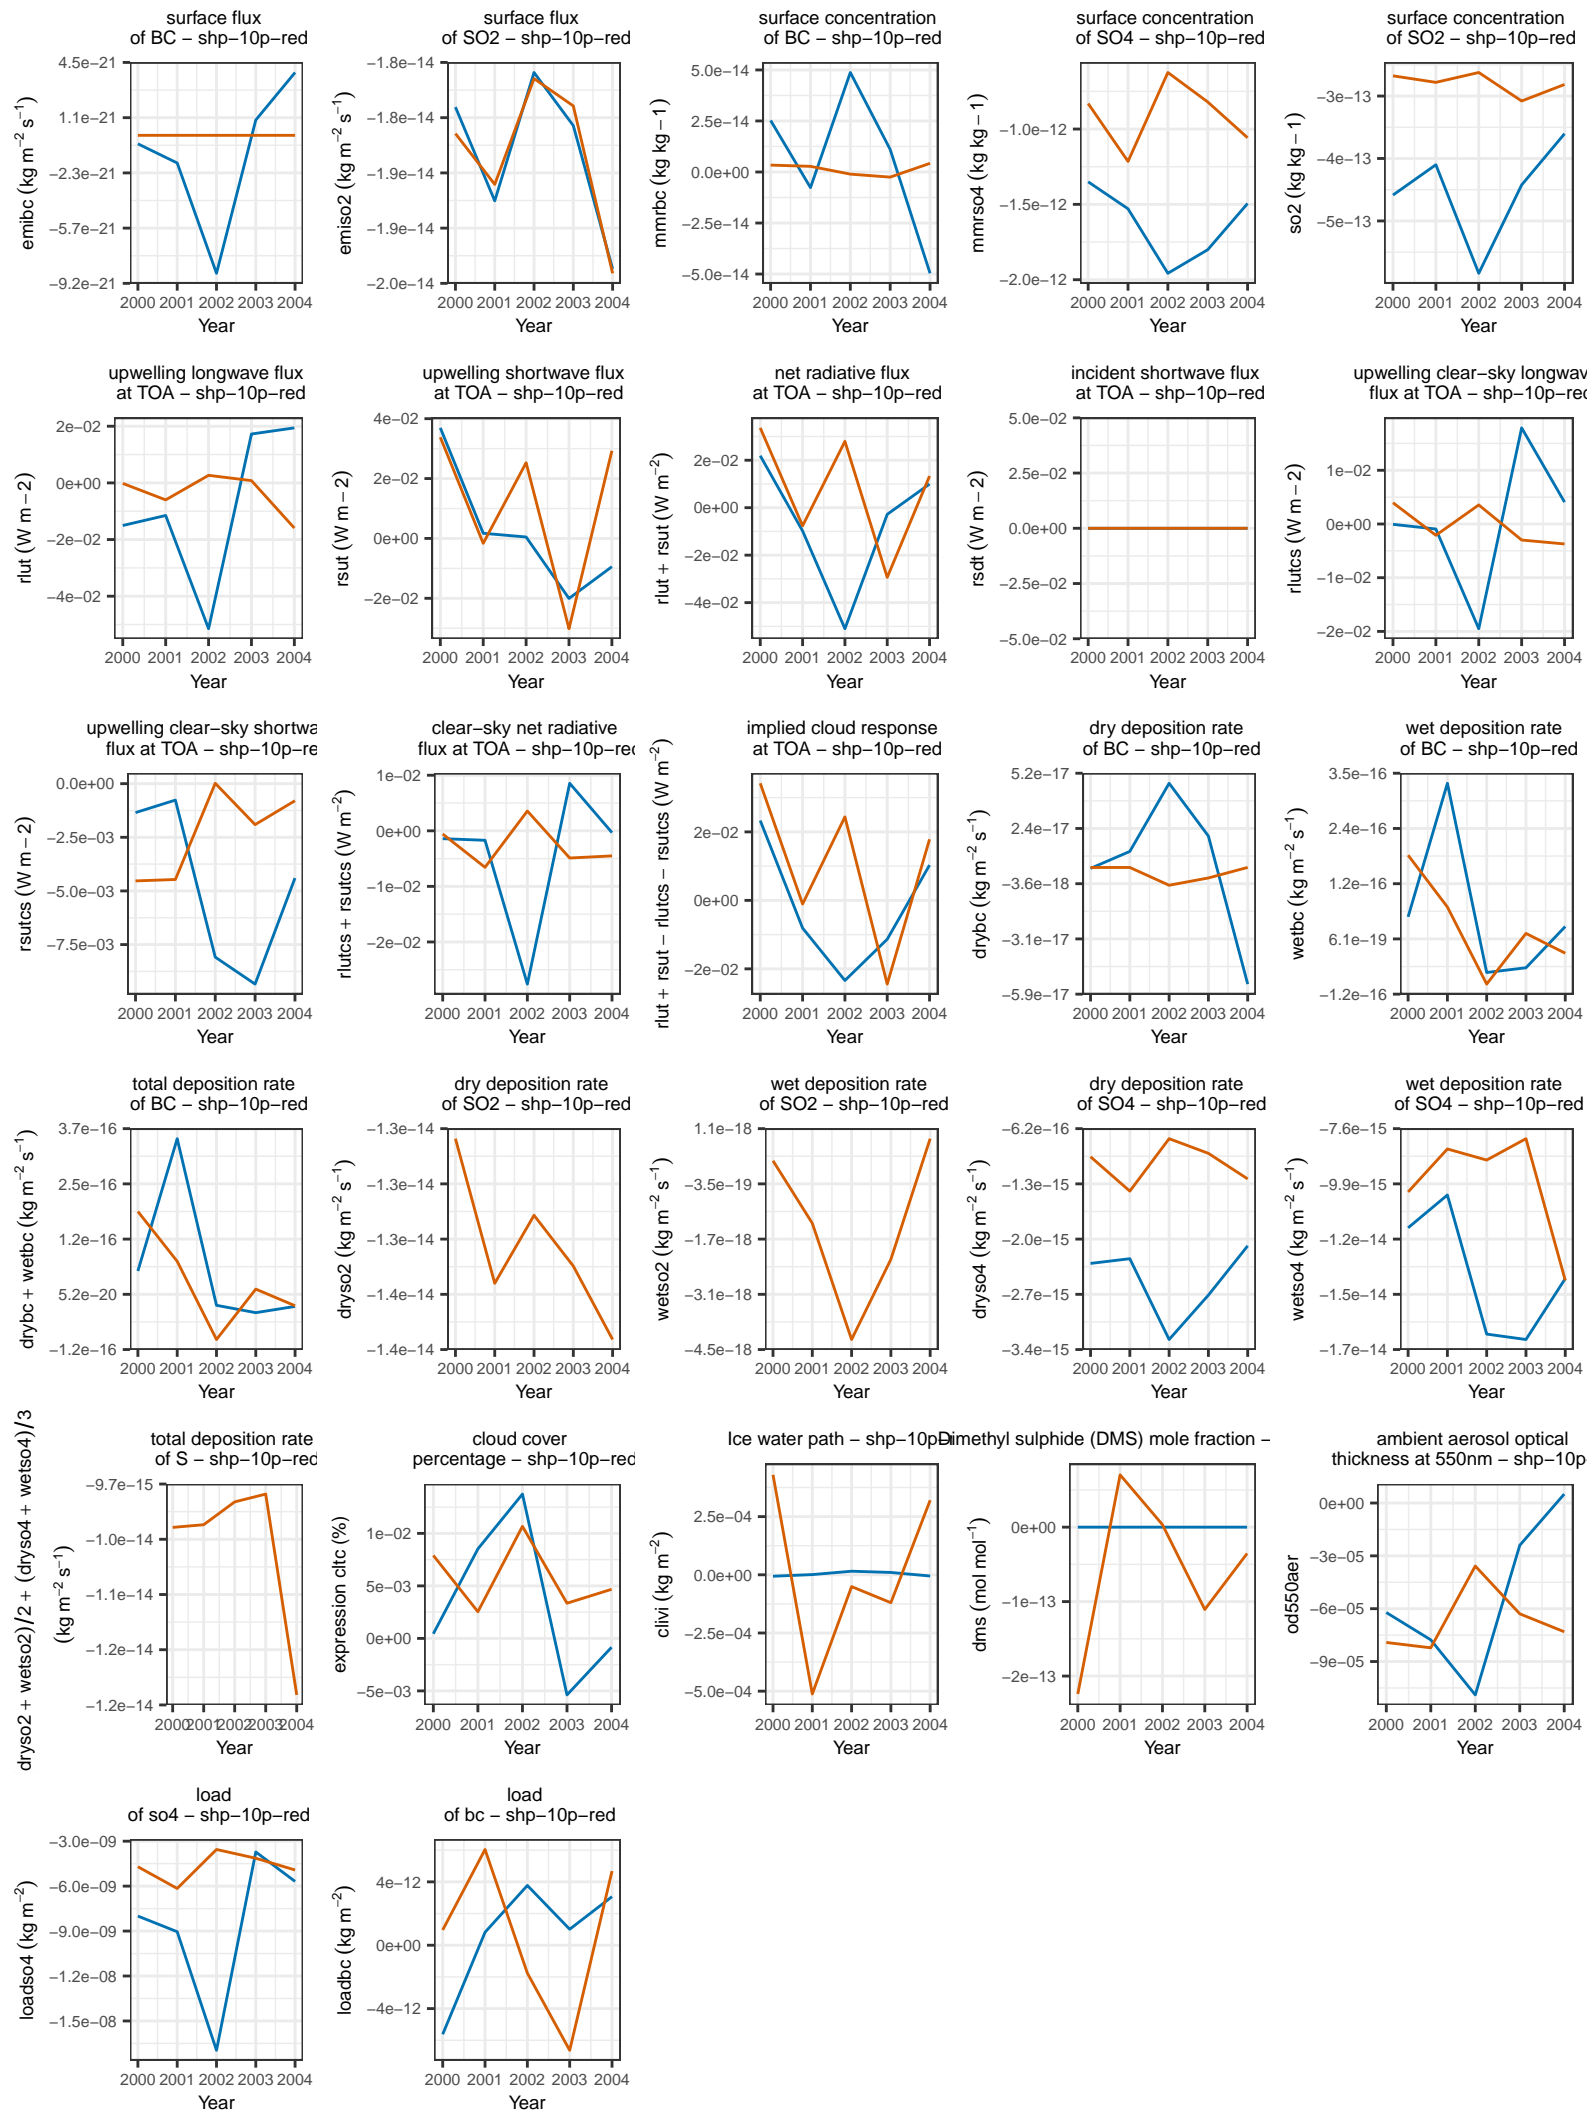 surface flux
of BC − shp−10p−red
surface flux
of SO2 − shp−10p−red
surface concentration
of BC − shp−10p−red
surface concentration
of SO4 − shp−10p−red
surface concentration
of SO2 − shp−10p−red
emibc (kg m−2 s−1)
4.5e−21
1.1e−21
−2.3e−21
−5.7e−21
−9.2e−21
2000 2001 2002 2003 2004
Year
emiso2 (kg m−2 s−1)
−1.8e−14
−1.8e−14
−1.9e−14
−1.9e−14
−2.0e−14
2000 2001 2002 2003 2004
Year
mmrbc (kg kg−1)
5.0e−14
2.5e−14
0.0e+00
−2.5e−14
−5.0e−14
2000 2001 2002 2003 2004
Year
mmrso4 (kg kg−1)
−1.0e−12
−1.5e−12
−2.0e−12
2000 2001 2002 2003 2004
Year
so2 (kg kg−1)
−3e−13
−4e−13
−5e−13
2000 2001 2002 2003 2004
Year
upwelling longwave flux
at TOA − shp−10p−red
upwelling shortwave flux
at TOA − shp−10p−red
net radiative flux
at TOA − shp−10p−red
incident shortwave flux
at TOA − shp−10p−red
upwelling clear−sky longwav
flux at TOA − shp−10p−red
rlut (W m−2)
2e−02
0e+00
−2e−02
−4e−02
2000 2001 2002 2003 2004
Year
rsut (W m−2)
4e−02
2e−02
0e+00
−2e−02
2000 2001 2002 2003 2004
Year
rlut + rsut (W m−2)
2e−02
0e+00
−2e−02
−4e−02
2000 2001 2002 2003 2004
Year
rsdt (W m−2)
5.0e−02
2.5e−02
0.0e+00
−2.5e−02
−5.0e−02
2000 2001 2002 2003 2004
Year
rlutcs (W m−2)
1e−02
0e+00
−1e−02
−2e−02
2000 2001 2002 2003 2004
Year
upwelling clear−sky shortwa
flux at TOA − shp−10p−re
clear−sky net radiative
flux at TOA − shp−10p−red
implied cloud response
at TOA − shp−10p−red
dry deposition rate
of BC − shp−10p−red
wet deposition rate
of BC − shp−10p−red
rsutcs (W m−2)
0.0e+00
−2.5e−03
−5.0e−03
−7.5e−03
2000 2001 2002 2003 2004
Year
rlutcs + rsutcs (W m−2)
1e−02
0e+00
−1e−02
−2e−02
2000 2001 2002 2003 2004
Year
rlut + rsut − rlutcs − rsutcs (W m−2)
2e−02
0e+00
−2e−02
2000 2001 2002 2003 2004
Year
drybc (kg m−2 s−1)
5.2e−17
2.4e−17
−3.6e−18
−3.1e−17
−5.9e−17
2000 2001 2002 2003 2004
Year
wetbc (kg m−2 s−1)
3.5e−16
2.4e−16
1.2e−16
6.1e−19
−1.2e−16
2000 2001 2002 2003 2004
Year
total deposition rate
of BC − shp−10p−red
dry deposition rate
of SO2 − shp−10p−red
wet deposition rate
of SO2 − shp−10p−red
dry deposition rate
of SO4 − shp−10p−red
wet deposition rate
of SO4 − shp−10p−red
drybc + wetbc (kg m−2 s−1)
3.7e−16
2.5e−16
1.2e−16
5.2e−20
−1.2e−16
2000 2001 2002 2003 2004
Year
dryso2 (kg m−2 s−1)
−1.3e−14
−1.3e−14
−1.3e−14
−1.4e−14
−1.4e−14
2000 2001 2002 2003 2004
Year
wetso2 (kg m−2 s−1)
1.1e−18
−3.5e−19
−1.7e−18
−3.1e−18
−4.5e−18
2000 2001 2002 2003 2004
Year
dryso4 (kg m−2 s−1)
−6.2e−16
−1.3e−15
−2.0e−15
−2.7e−15
−3.4e−15
2000 2001 2002 2003 2004
Year
wetso4 (kg m−2 s−1)
−7.6e−15
−9.9e−15
−1.2e−14
−1.5e−14
−1.7e−14
2000 2001 2002 2003 2004
Year
total deposition rate
of S − shp−10p−red
cloud cover
percentage − shp−10p−red
Ice water path − shp−10p−
Dimethyl sulphide (DMS) mole fraction −
ambient aerosol optical
thickness at 550nm − shp−10p−
dryso2 + wetso2)/2 + (dryso4 + wetso4)/3
(kg m−2 s−1)
−9.7e−15
−1.0e−14
−1.1e−14
−1.2e−14
−1.2e−14
2000 2001 2002 2003 2004
Year
expression cltc (%)
1e−02
5e−03
0e+00
−5e−03
2000 2001 2002 2003 2004
Year
clivi (kg m−2)
2.5e−04
0.0e+00
−2.5e−04
−5.0e−04
2000 2001 2002 2003 2004
Year
dms (mol mol−1)
0e+00
−1e−13
−2e−13
2000 2001 2002 2003 2004
Year
od550aer
0e+00
−3e−05
−6e−05
−9e−05
2000 2001 2002 2003 2004
Year
load
of so4 − shp−10p−red
load
of bc − shp−10p−red
loadso4 (kg m−2)
−3.0e−09
−6.0e−09
−9.0e−09
−1.2e−08
−1.5e−08
2000 2001 2002 2003 2004
Year
loadbc (kg m−2)
4e−12
0e+00
−4e−12
2000 2001 2002 2003 2004
Year